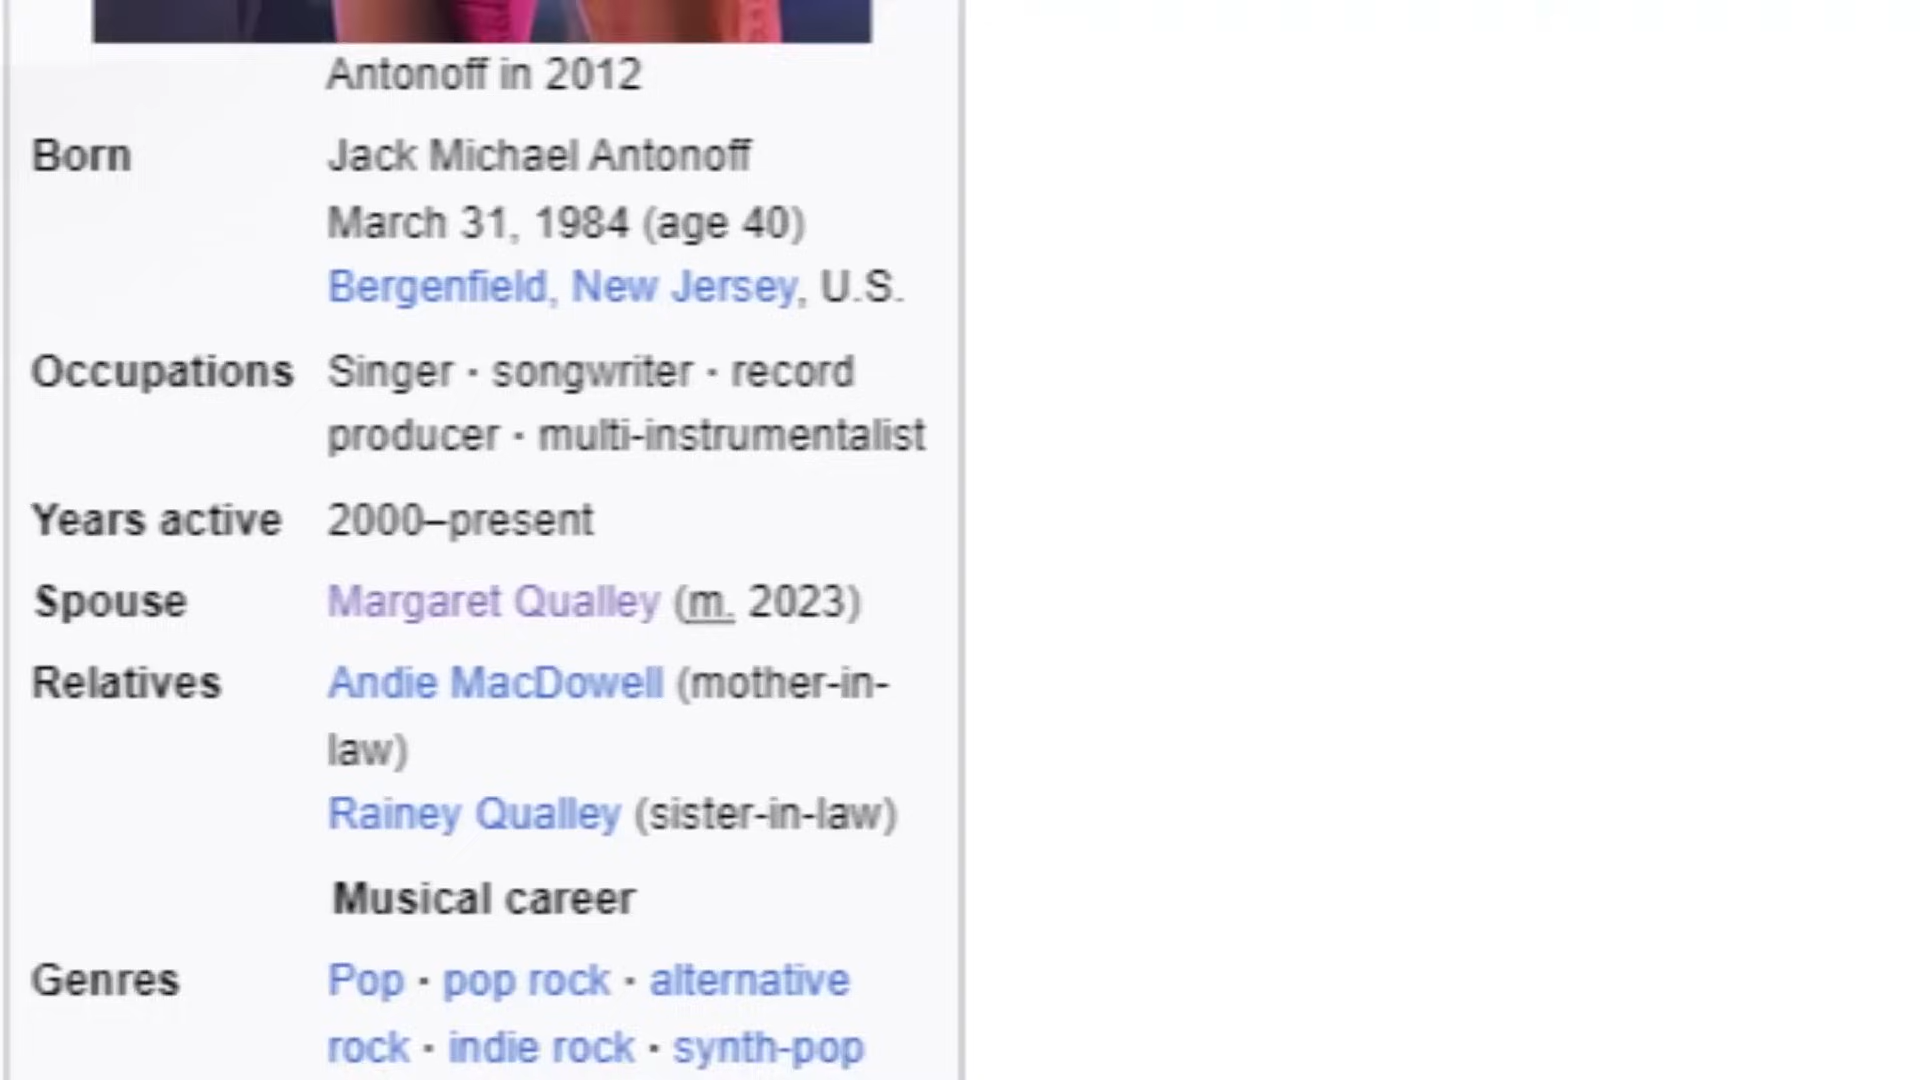 Antonoff in 2012
Born Jack Michael Antonoff
March 31, 1984 (age 40)
Bergenfield, New Jersey, U.S.
Occupations Singer · songwriter · record
producer · multi-instrumentalist
Years active 2000–present
Spouse Margaret Qualley (m. 2023)
Relatives Andie MacDowell (mother-in-
law)
Rainey Qualley (sister-in-law)
Musical career
Genres Pop · pop rock · alternative
rock · indie rock · synth-pop